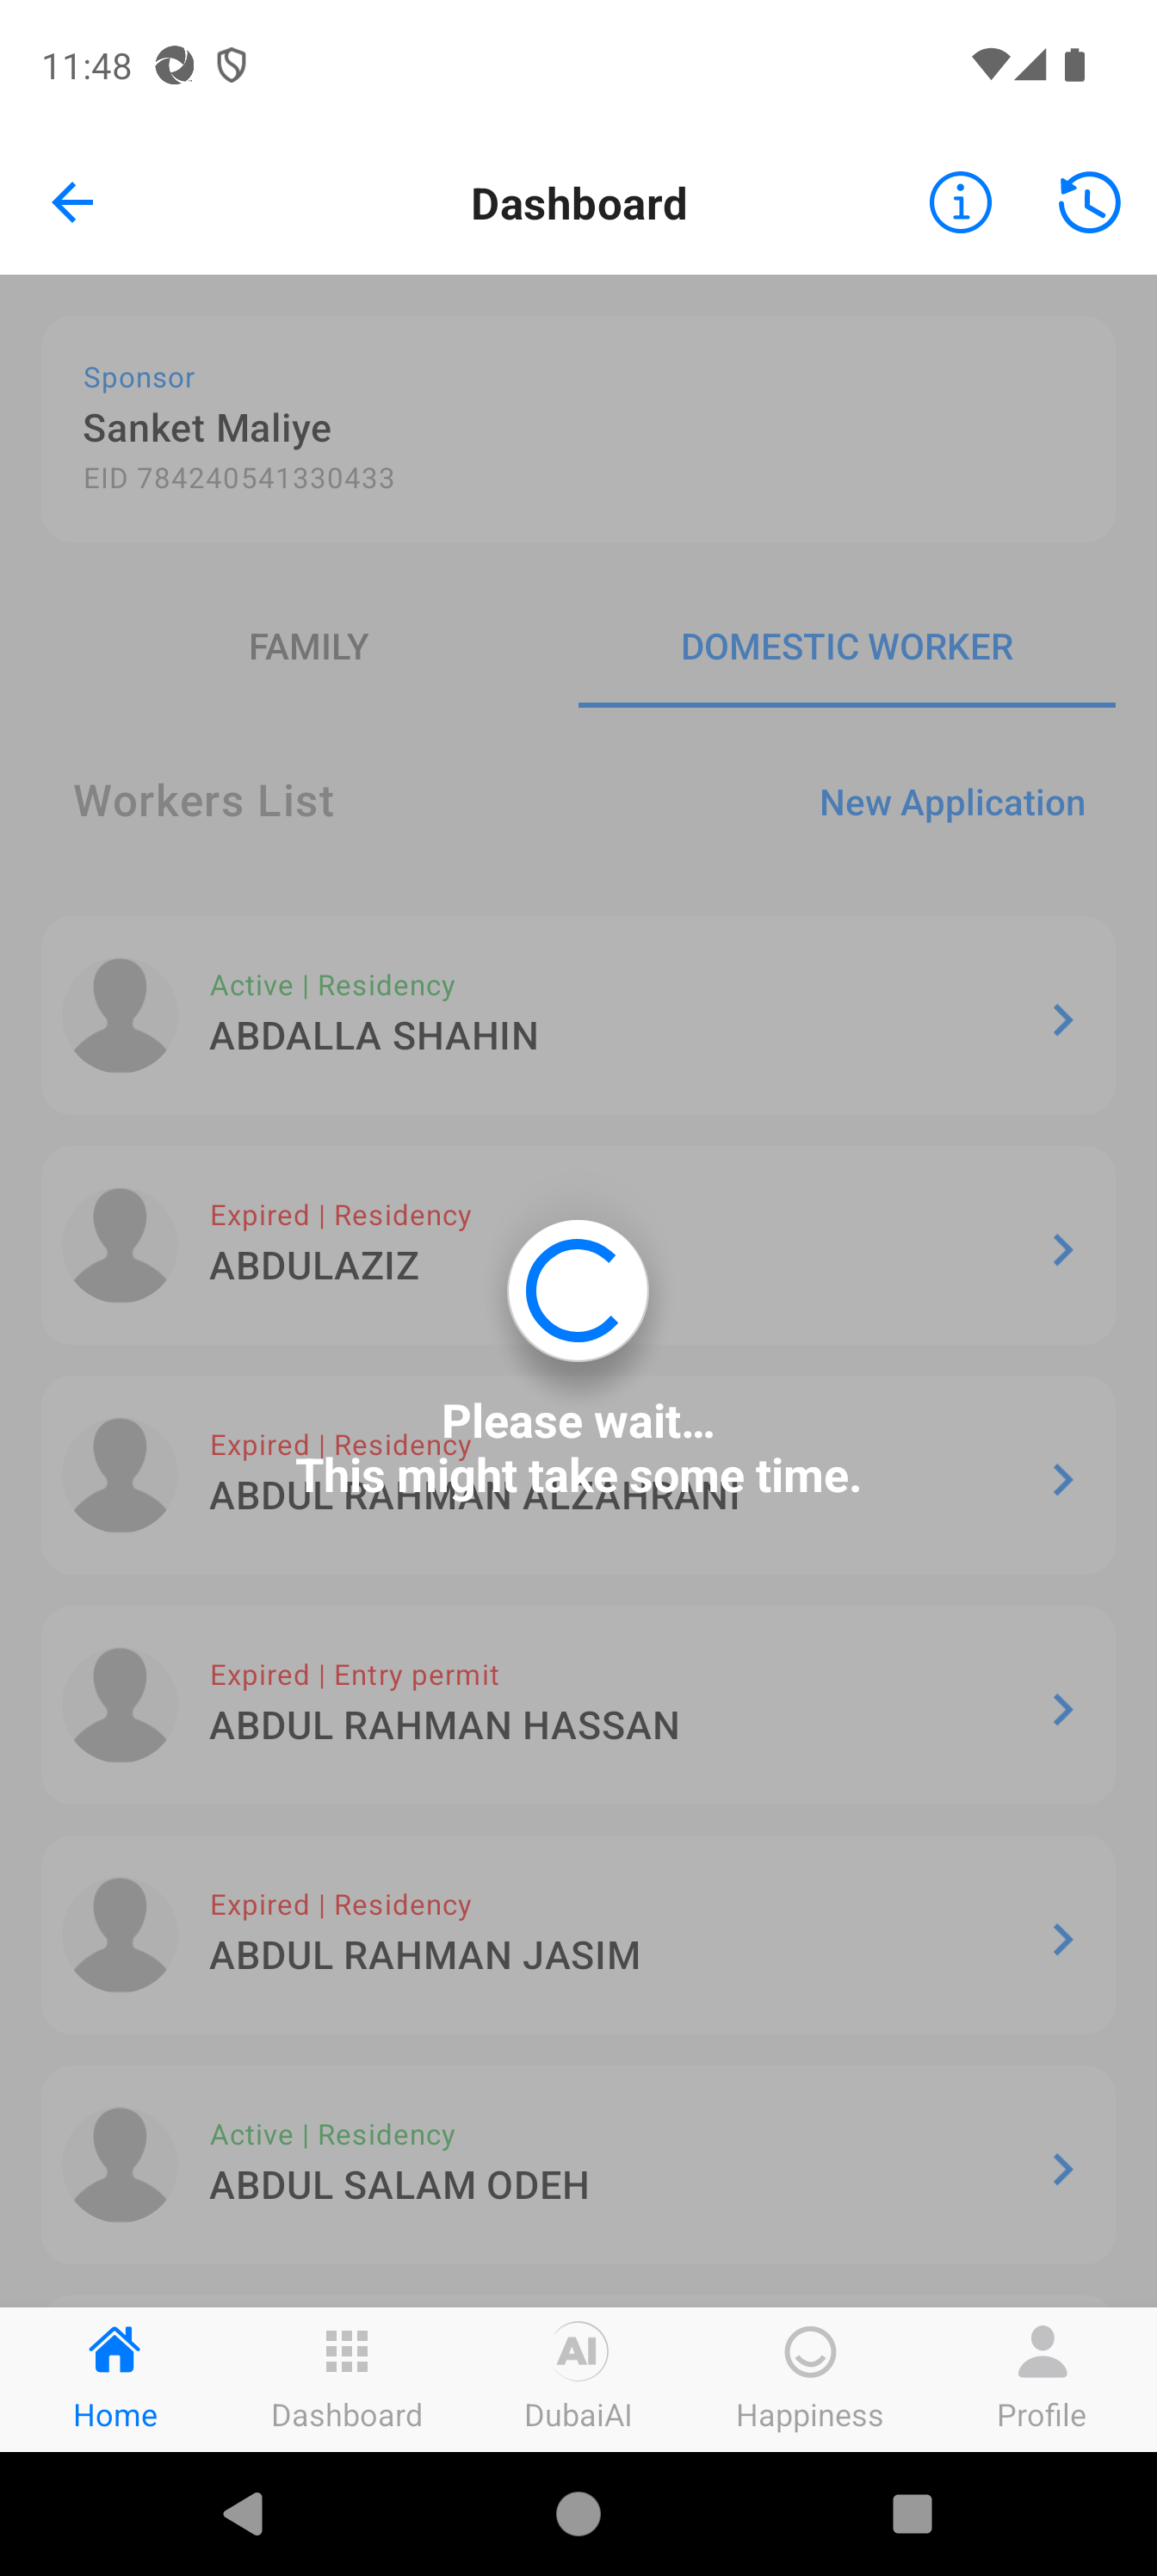 11:48
Dashboard
Sponsor
Sanket Maliye
EID 784240541330433
FAMILY
DOMESTIC WORKER
Workers List
New Application
Active | Residency
ABDALLA SHAHIN
Expired | Residency
ABDULAZIZ
Please wait...
Expired | Residency
This might take some time.
ABDUL RAHMAN ALZAHRANI
Expired | Entry permit
ABDUL RAHMAN HASSAN
Expired | Residency
ABDUL RAHMAN JASIM
Active | Residency
ABDUL SALAM ODEH
AI
Home
Dashboard
DubaiAI
Happiness
Profile